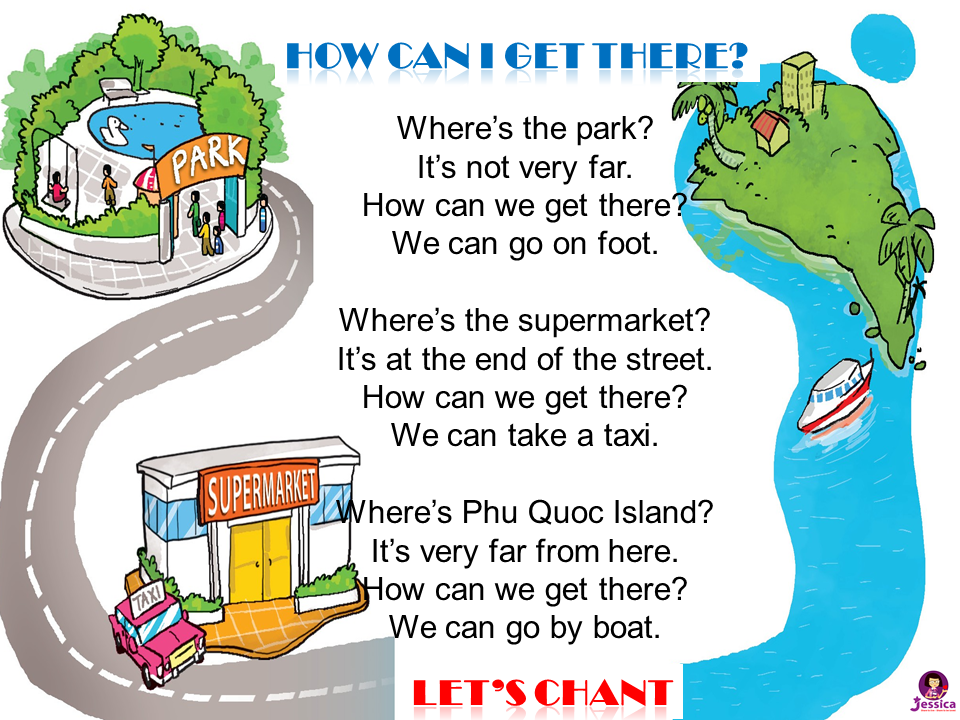 HOW CAN I GET THERE?
PARK
Where’s the park?
It’s not very far.
How can we get there?
We can go on foot.
Where’s the supermarket?
It’s at the end of the street.
How can we get there?
We can take a taxi.
SUPERMARKET
Where’s Phu Quoc Island?
It’s very far from here.
How can we get there?
We can go by boat.
TAXI
LET’S CHANT
Jessica